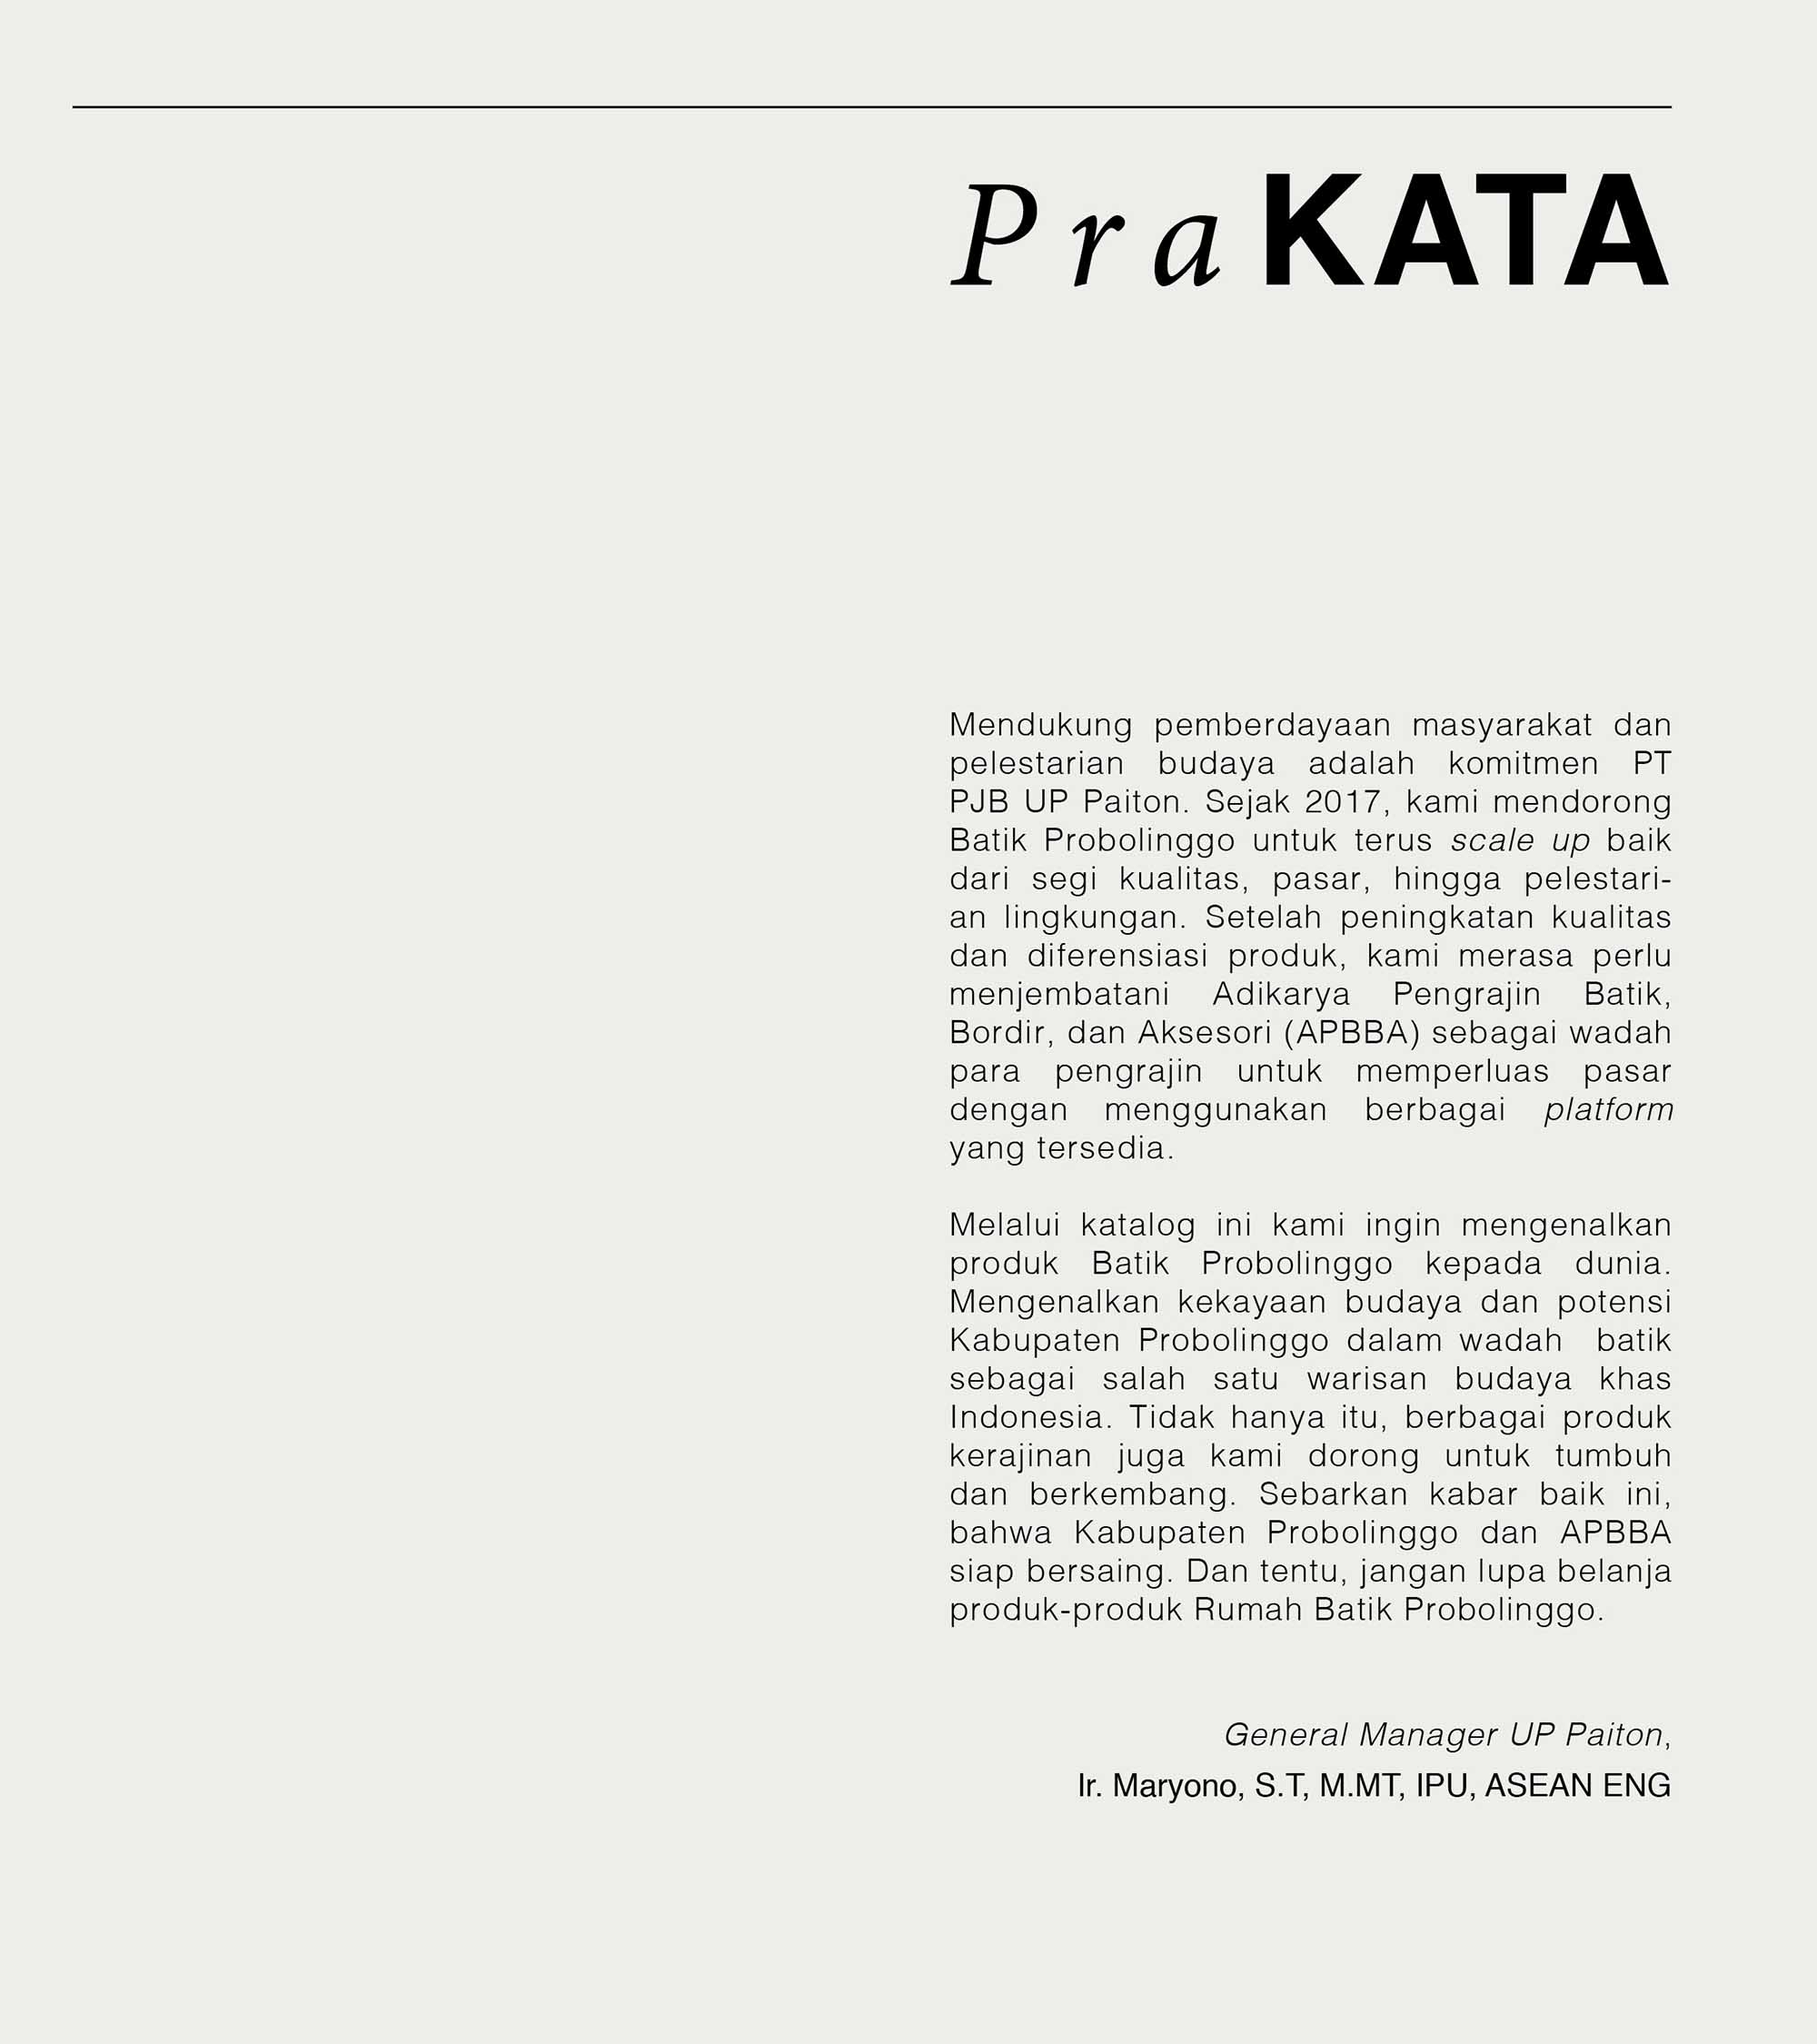 Pra KATA
Mendukung pemberdayaan masyarakat dan
pelestarian budaya adalah komitmen PT
PJB UP Paiton. Sejak 2017, kami mendorong
Batik Probolinggo untuk terus scale up baik
dari segi kualitas, pasar, hingga pelestari-
an lingkungan. Setelah peningkatan kualitas
dan diferensiasi produk, kami merasa perlu
menjembatani Adikarya Pengrajin Batik,
Bordir, dan Aksesori (APBBA) sebagai wadah
para pengrajin untuk memperluas pasar
dengan menggunakan berbagai platform
yang tersedia.
Melalui katalog ini kami ingin mengenalkan
produk Batik Probolinggo kepada dunia.
Mengenalkan kekayaan budaya dan potensi
Kabupaten Probolinggo dalam wadah batik
sebagai salah satu warisan budaya khas
Indonesia. Tidak hanya itu, berbagai produk
kerajinan juga kami dorong untuk tumbuh
dan berkembang. Sebarkan kabar baik ini,
bahwa Kabupaten Probolinggo dan APBBA
siap bersaing. Dan tentu, jangan lupa belanja
produk-produk Rumah Batik Probolinggo.
General Manager UP Paiton,
Ir. Maryono, S.T, M.MT, IPU, ASEAN ENG